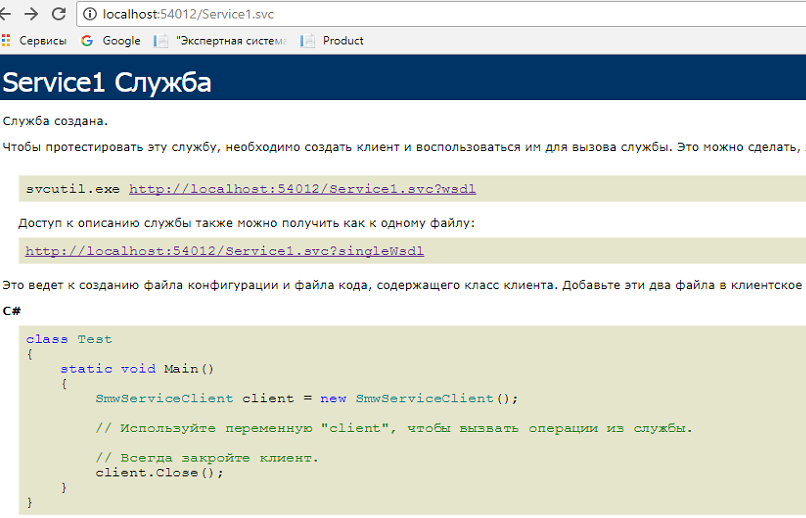 localhost:54012/Service1.svc
Сервисы Google "Экспертная система Product
Service1 Служба
Служба создана.
Чтобы протестировать эту службу, необходимо создать клиент и воспользоваться им для вызова службы. Это можно сделать,
svcutil.exe http://localhost:54012/Service1.svc?wsdl
Доступ к описанию службы также можно получить как к одному файлу:
http://localhost:54012/Service1.svc?singleWsdl
Это ведет к созданию файла конфигурации и файла кода, содержащего класс клиента. Добавьте эти два файла в клиентское
C#
class Test
{
    static void Main()
    {
        SmwServiceClient client = new SmwServiceClient();
        // Используйте переменную "client", чтобы вызвать операции из службы.
        // Всегда закройте клиент.
        client.Close();
    }
}